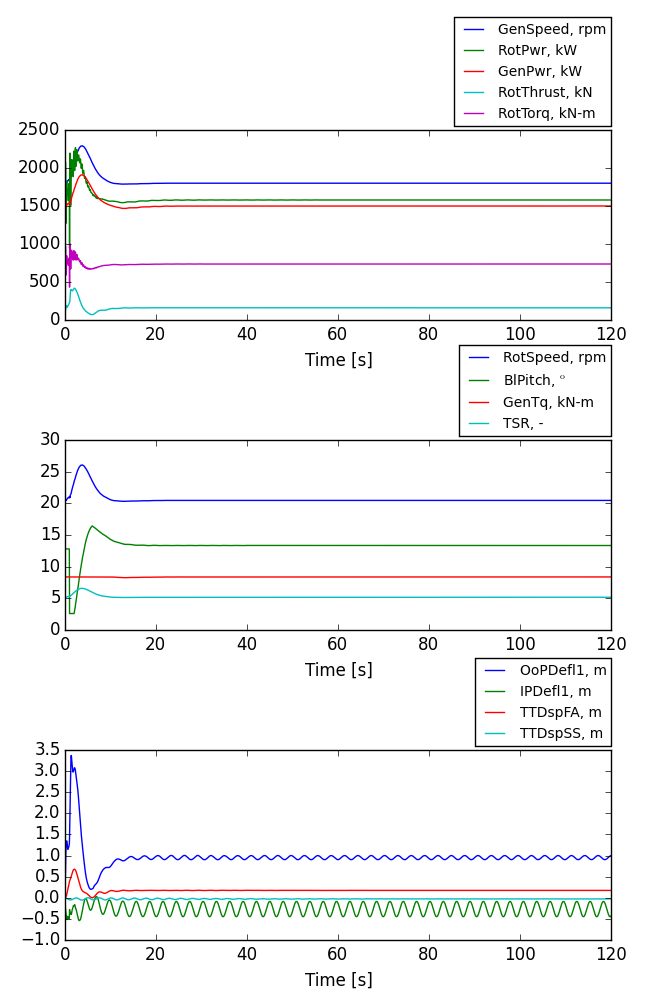 GenSpeed, rpm
RotPwr, kW
GenPwr, kW
RotThrust, kN
RotTorq, kN-m
2500
2000
1500
1000
500
0
0 20 40 60 80 100 120
Time [s]
RotSpeed, rpm
BlPitch, °
GenTq, kN-m
TSR, -
30
25
20
15
10
5
0
0 20 40 60 80 100 120
Time [s]
OoPDefl1, m
IPDefl1, m
TTDspFA, m
TTDspSS, m
3.5
3.0
2.5
2.0
1.5
1.0
0.5
0.0
−0.5
−1.0
0 20 40 60 80 100 120
Time [s]